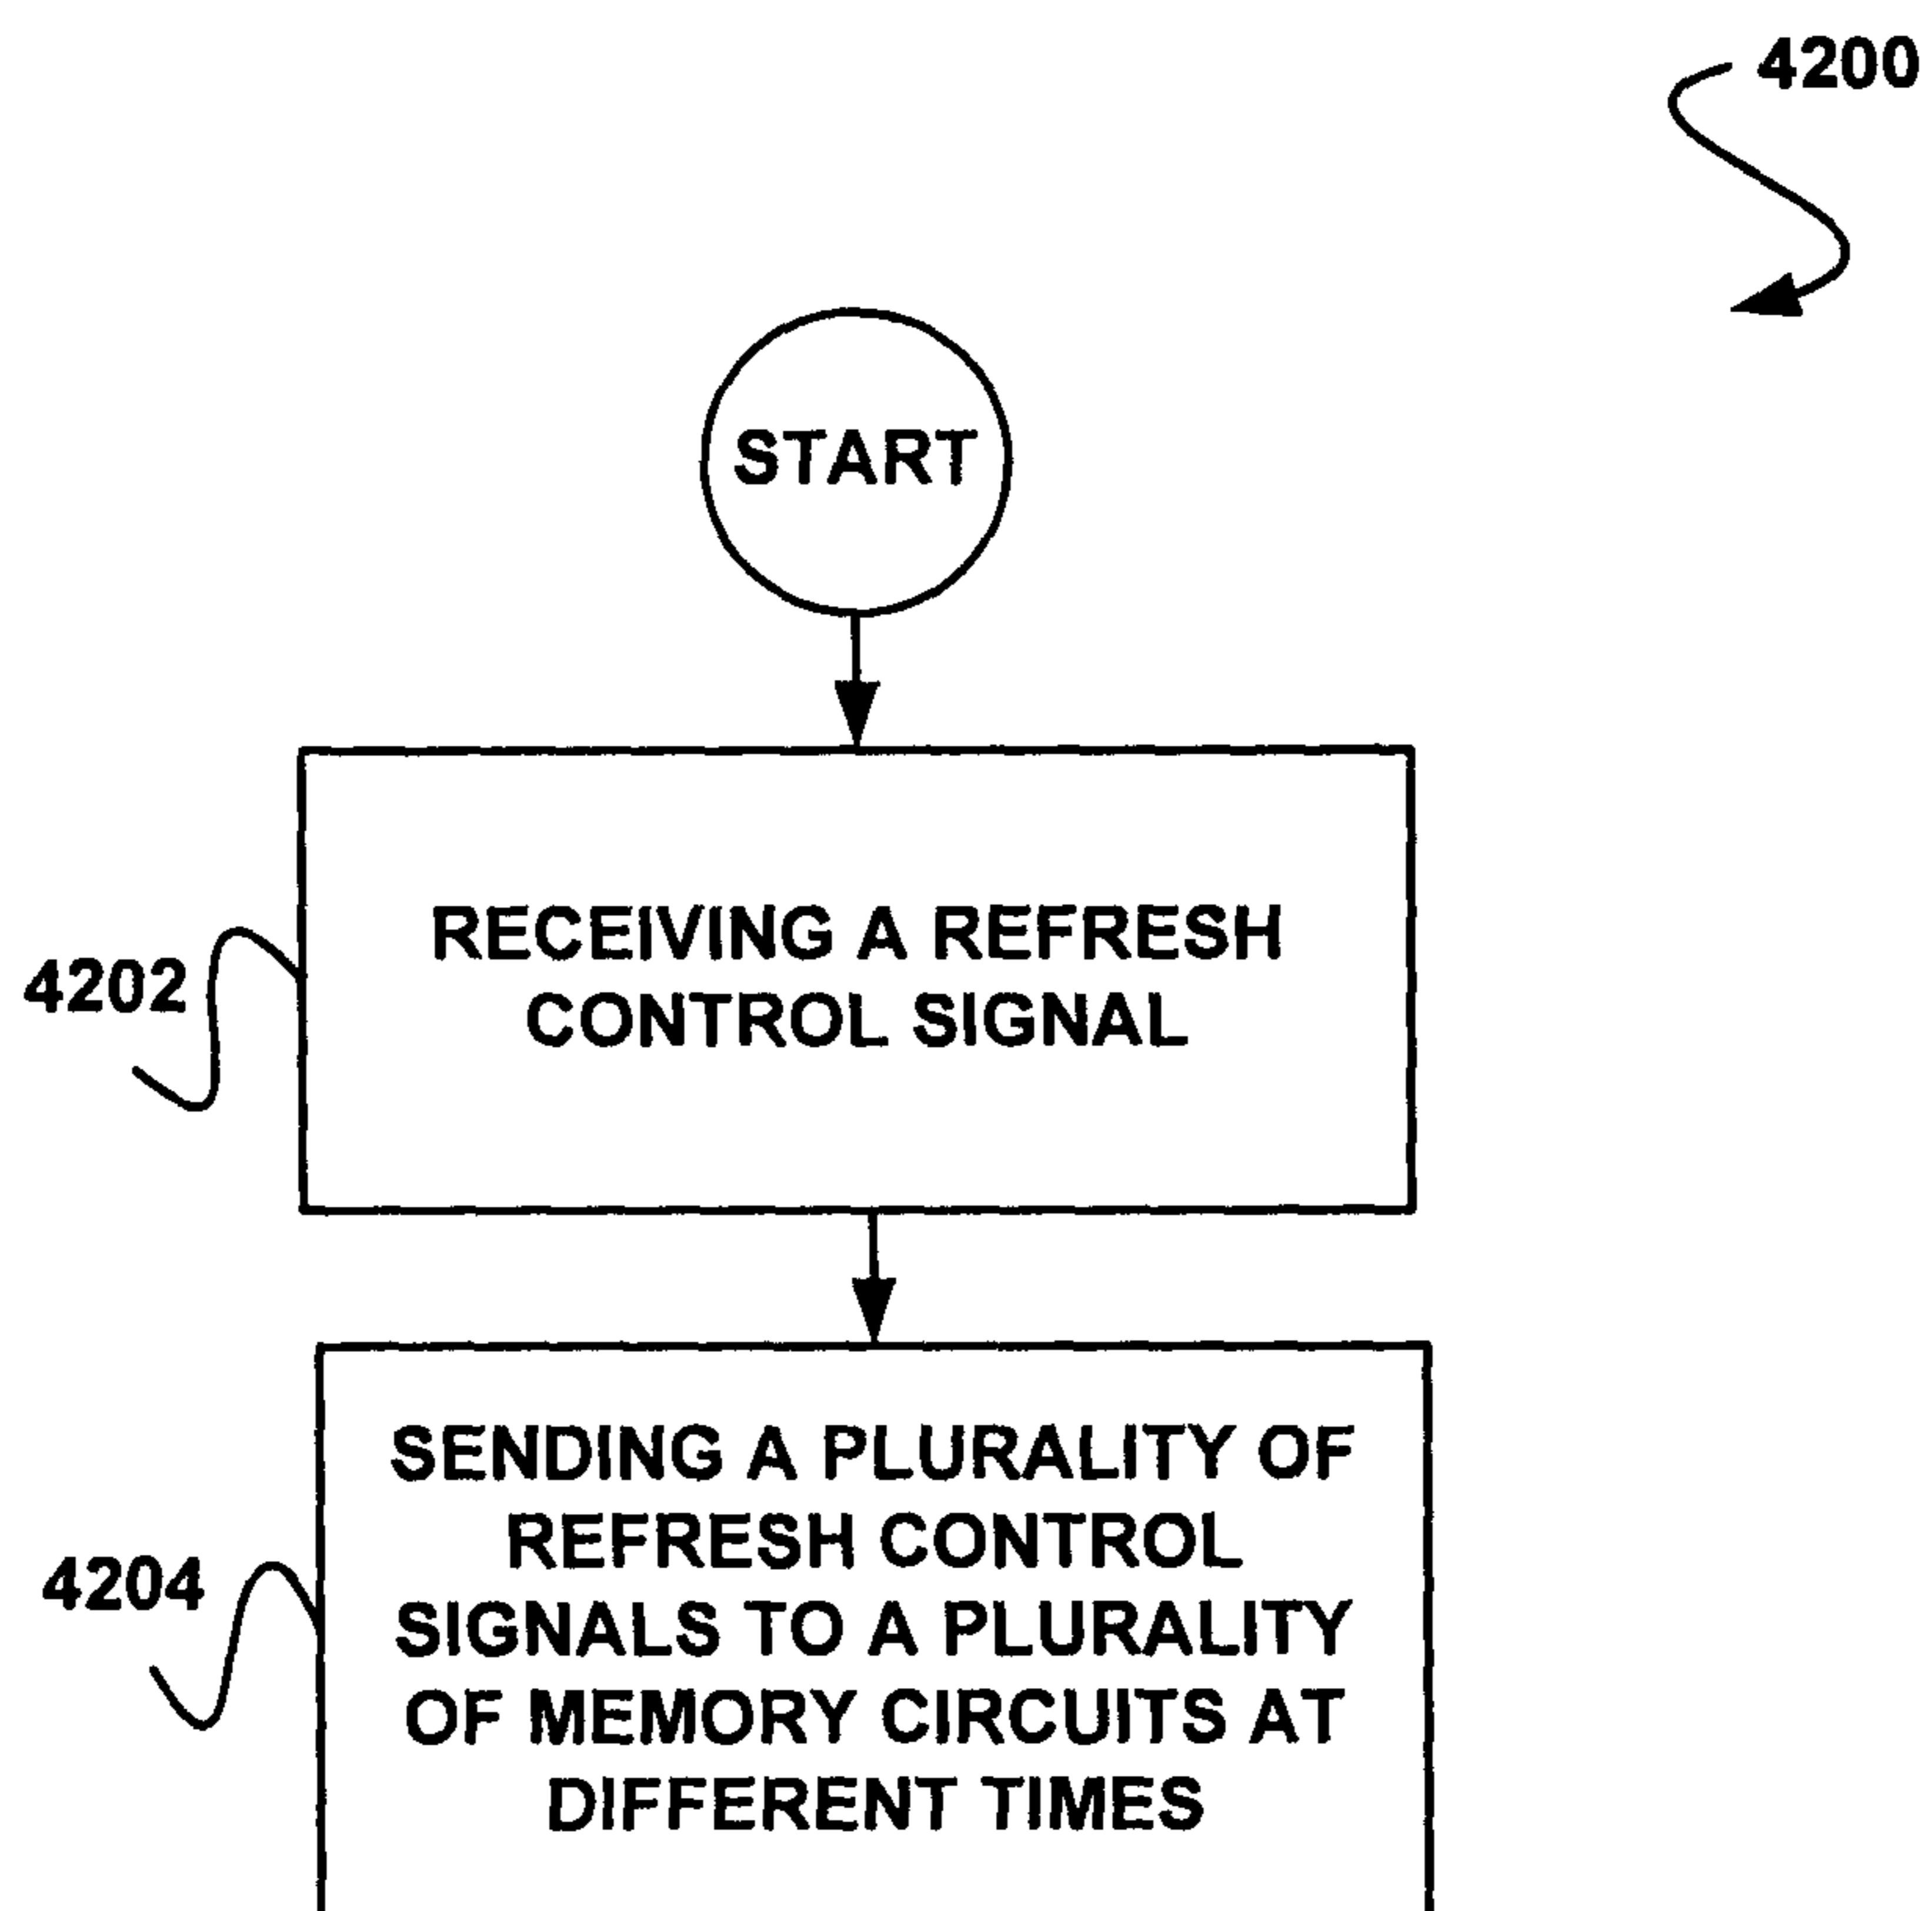 4200
START
RECEIVING A REFRESH
CONTROL SIGNAL
4202
SENDING A PLURALITY OF
REFRESH CONTROL
SIGNALS TO A PLURALITY
OF MEMORY CIRCUITS AT
DIFFERENT TIMES
4204